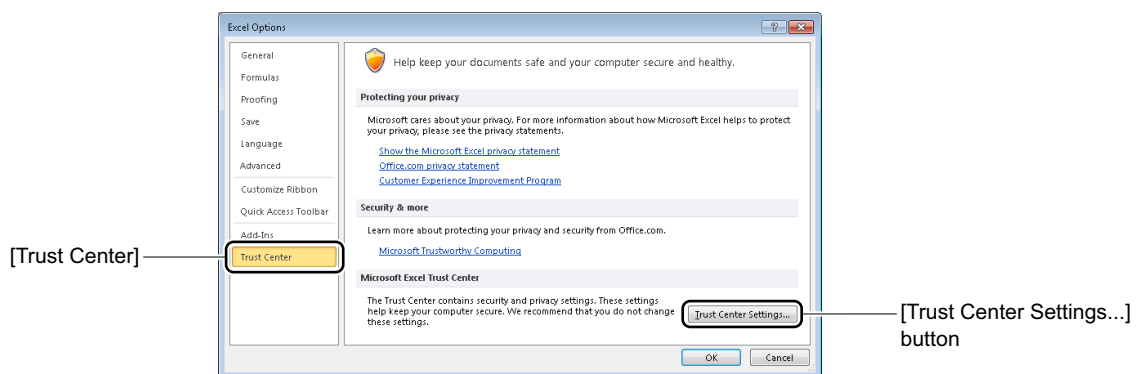 Excel Options
General
Formulas
Proofing
Save
Language
Advanced
Customize Ribbon
Quick Access Toolbar
Add-Ins
Trust Center
Help keep your documents safe and your computer secure and healthy.
Protecting your privacy
Microsoft cares about your privacy. For more information about how Microsoft Excel helps to protect
your privacy, please see the privacy statements.
Show the Microsoft Excel privacy statement
Office.com privacy statement
Customer Experience Improvement Program
Security & more
Learn more about protecting your privacy and security from Office.com.
Microsoft Trustworthy Computing
Microsoft Excel Trust Center
The Trust Center contains security and privacy settings. These settings
help keep your computer secure. We recommend that you do not change
these settings.
Trust Center Settings...
OK
Cancel
[Trust Center]
[Trust Center Settings...]
button